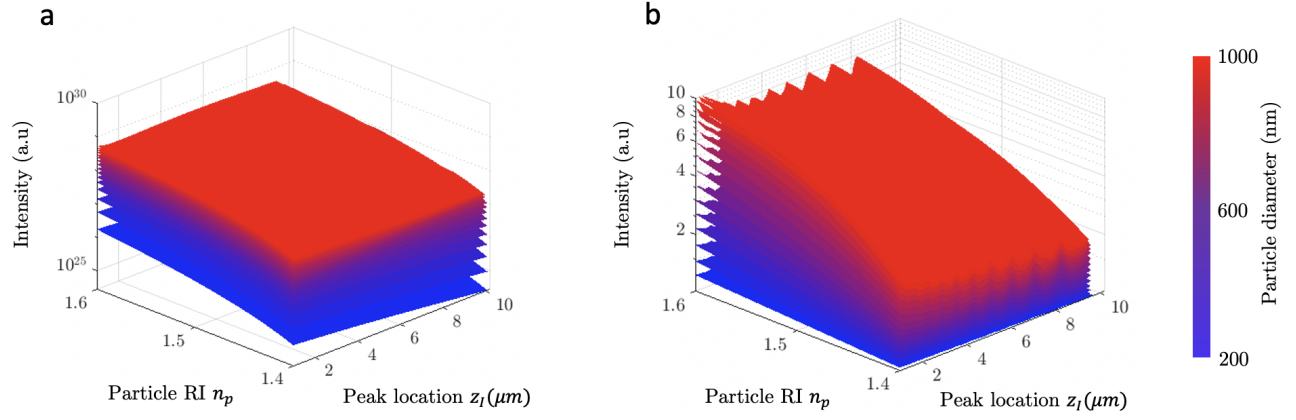 a
Intensity (a.u)
10^30
10^25
1.6
1.5
1.4
Particle RI n_p
2
4
6
8
10
Peak location z_I(μm)
b
Intensity (a.u)
10
8
6
4
2
1.6
1.5
1.4
Particle RI n_p
2
4
6
8
10
Peak location z_I(μm)
1000
600
200
Particle diameter (nm)